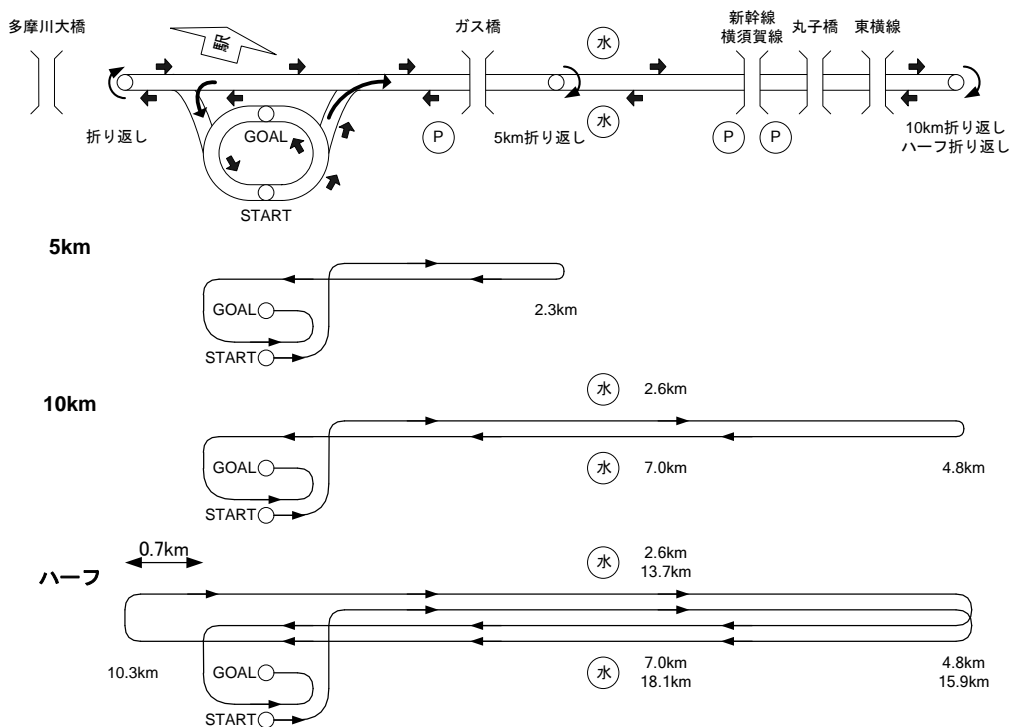 多摩川大橋
駅
ガス橋
水
新幹線
横須賀線
丸子橋
東横線
折り返し
GOAL
START
P
5km折り返し
水
P
P
10km折り返し
ハーフ折り返し
5km
GOAL
START
2.3km
10km
水
2.6km
GOAL
START
水
7.0km
4.8km
ハーフ
0.7km
水
2.6km
13.7km
10.3km
GOAL
START
水
7.0km
18.1km
4.8km
15.9km